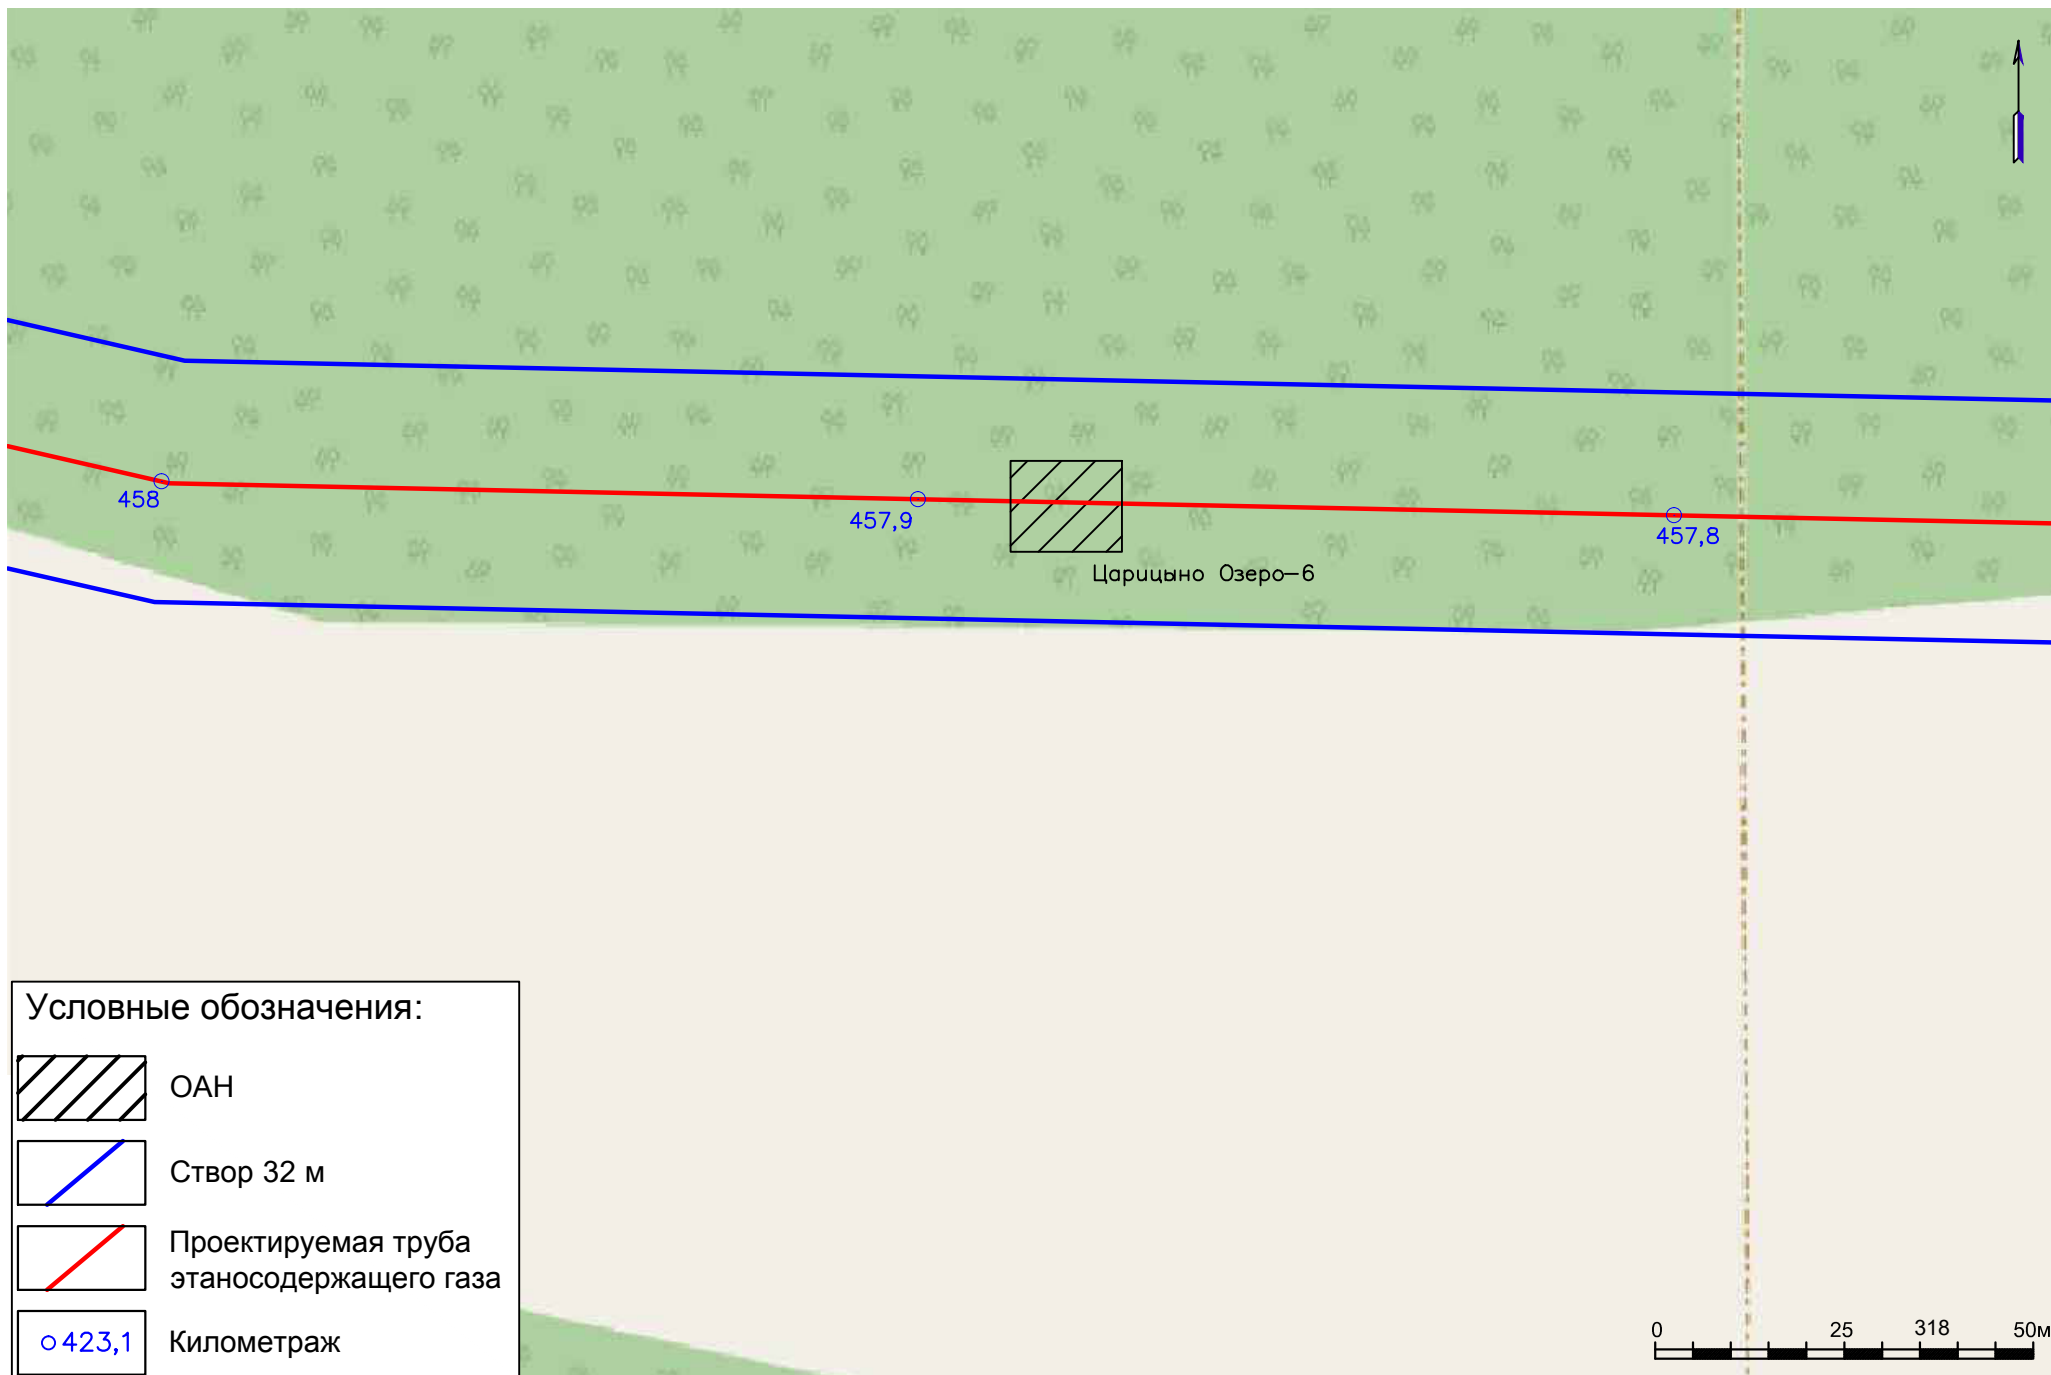 458
457,9
457,8
Царицыно Озеро-6
Условные обозначения:
ОАН
Створ 32 м
Проектируемая труба
этаносодержащего газа
423,1
Километраж
0 25 318 50м